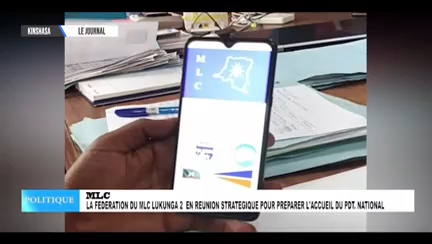 KINSHASA
LE JOURNAL
M
L
C
POLITIQUE
MLC
LA FEDERATION DU MLC LUKUNGA 2 EN REUNION STRATEGIQUE POUR PREPARER L'ACCUEIL DU PDT. NATIONAL